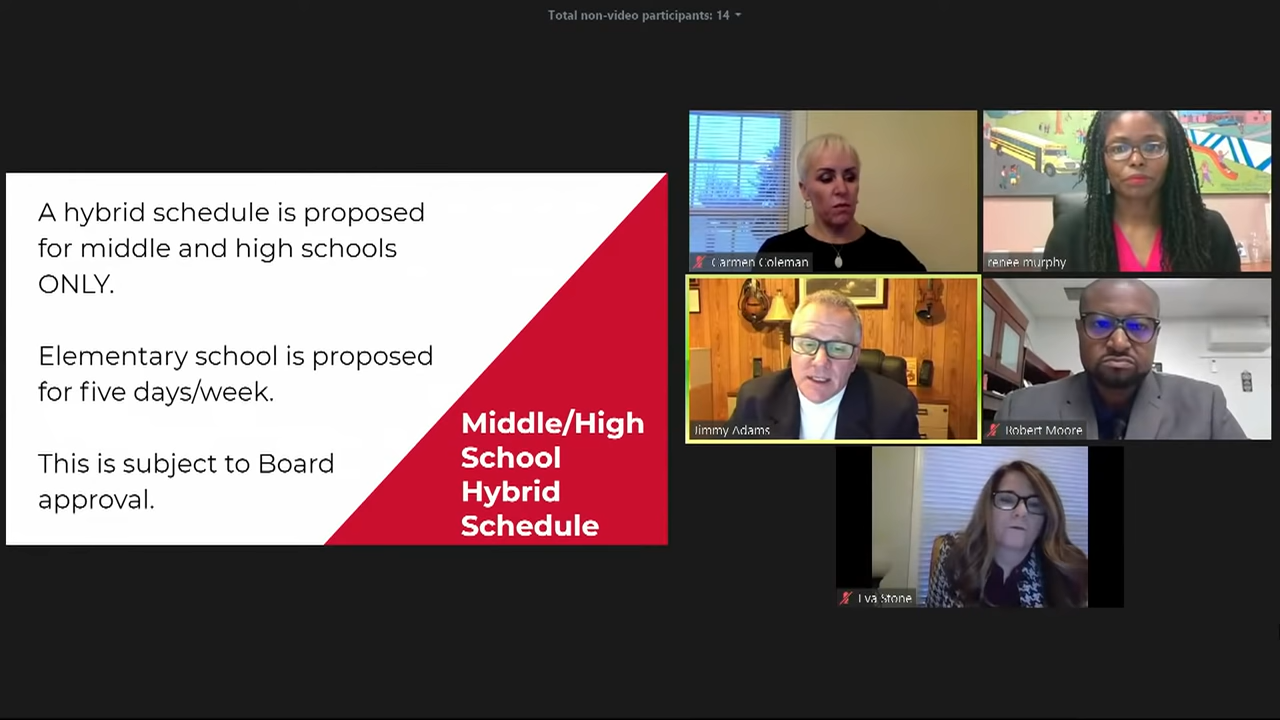 Total non-video participants: 14
A hybrid schedule is proposed
for middle and high schools
ONLY.
Elementary school is proposed
for five days/week.
This is subject to Board
approval.
Middle/High
School
Hybrid
Schedule
Carmen Coleman
renee murphy
Jimmy Adams
Robert Moore
Eva Stone